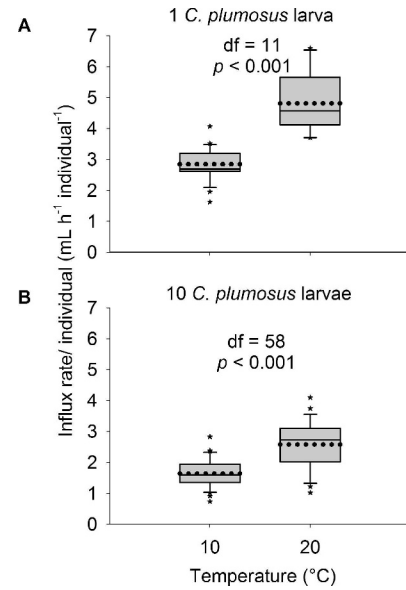 A
1 C. plumosus larva
df = 11
p < 0.001
7
6
5
4
3
2
1
0
Influx rate/ individual (mL h⁻¹ individual⁻¹)
B
10 C. plumosus larvae
df = 58
p < 0.001
7
6
5
4
3
2
1
0
10 20
Temperature (°C)